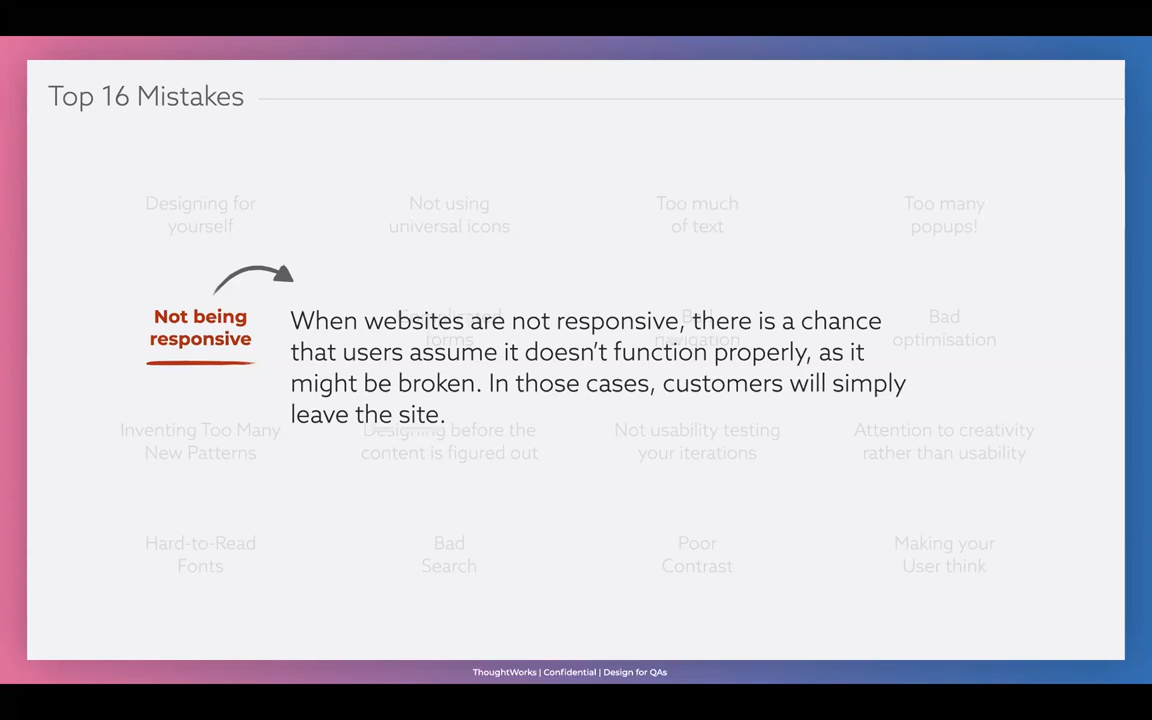 Top 16 Mistakes
Designing for
yourself
Not using
universal icons
Too much
of text
Too many
popups!
Not being
responsive
When websites are not responsive, there is a chance
that users assume it doesn't function properly, as it
might be broken. In those cases, customers will simply
leave the site.
forms
Bad
navigation
Bad
optimisation
Inventing Too Many
New Patterns
Designing before the
content is figured out
Not usability testing
your iterations
Attention to creativity
rather than usability
Hard-to-Read
Fonts
Bad
Search
Poor
Contrast
Making your
User think
ThoughtWorks | Confidential | Design for QAs